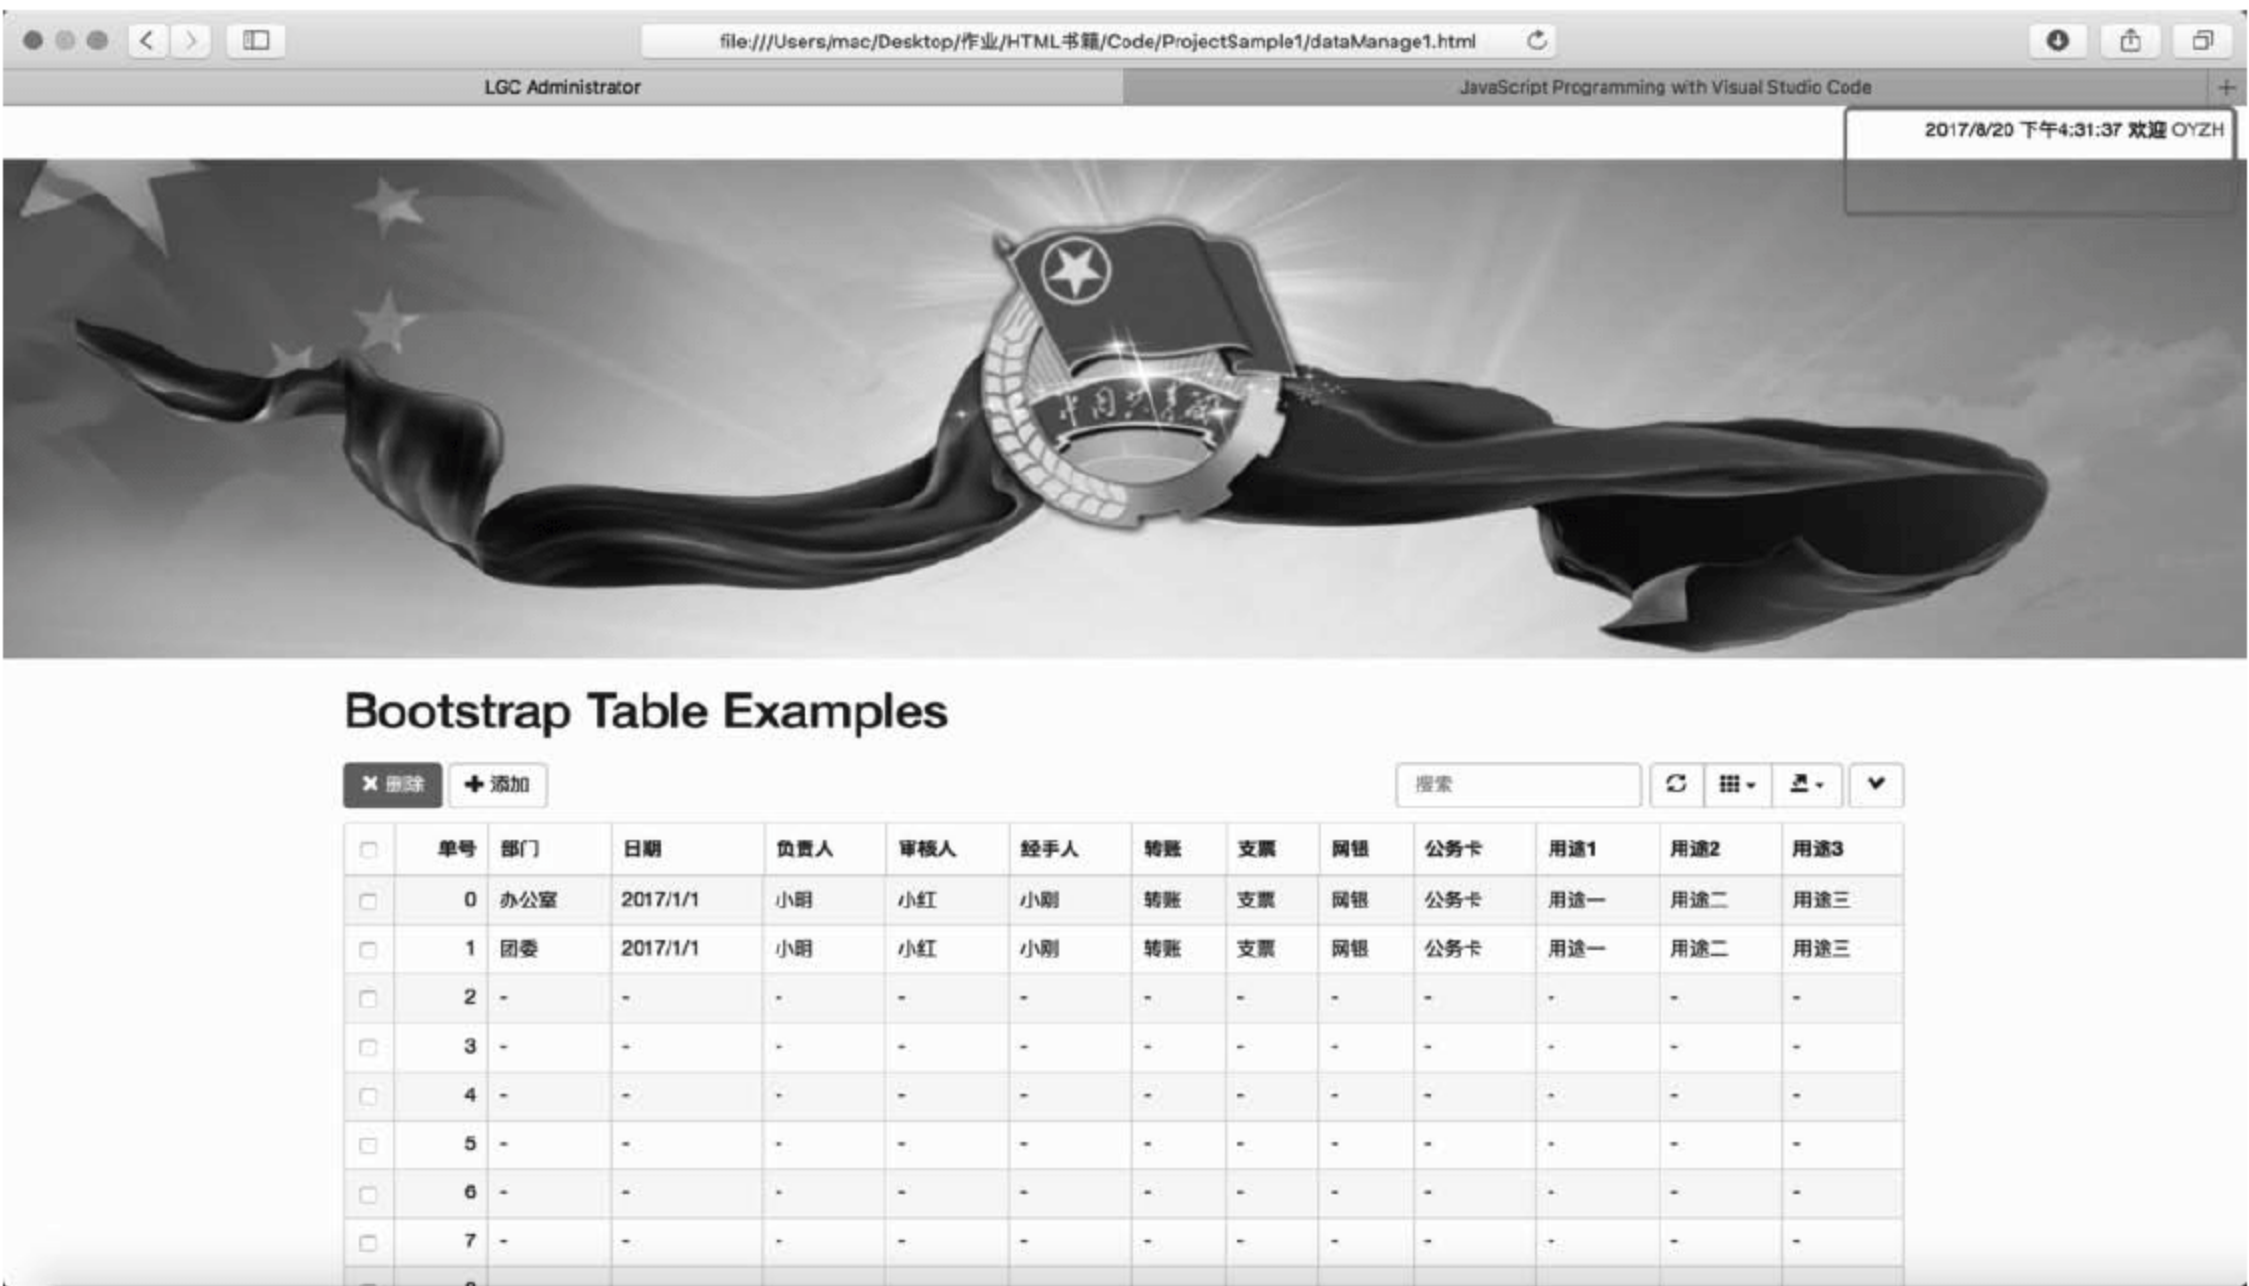 file:///Users/mac/Desktop/作业/HTML书籍/Code/ProjectSample1/dataManage1.html
LGC Administrator JavaScript Programming with Visual Studio Code
2017/8/20 下午4:31:37 欢迎 OYZH
Bootstrap Table Examples
删除 添加 搜索
单号 部门 日期 负责人 审核人 经手人 转账 支票 网银 公务卡 用途1 用途2 用途3
0 办公室 2017/1/1 小明 小红 小刚 转账 支票 网银 公务卡 用途一 用途二 用途三
1 团委 2017/1/1 小明 小红 小刚 转账 支票 网银 公务卡 用途一 用途二 用途三
2 - - - - - - - - - - - -
3 - - - - - - - - - - - -
4 - - - - - - - - - - - -
5 - - - - - - - - - - - -
6 - - - - - - - - - - - -
7 - - - - - - - - - - - -